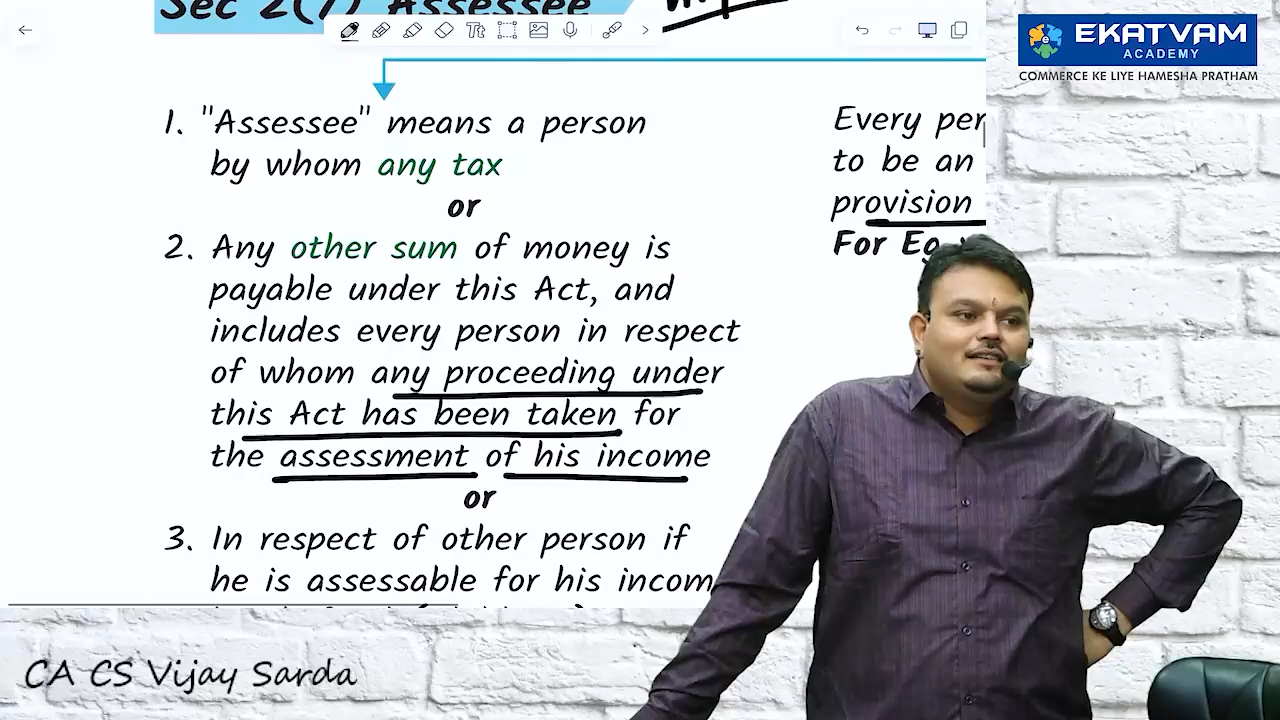 Sec 2(7) Assessee
EKATVAM
ACADEMY
COMMERCE KE LIYE HAMESHA PRATHAM
1. "Assessee" means a person
by whom any tax
or
2. Any other sum of money is
payable under this Act, and
includes every person in respect
of whom any proceeding under
this Act has been taken for
the assessment of his income
or
3. In respect of other person if
he is assessable for his incom
Every per
to be an
provision
For Eg
CA CS Vijay Sarda